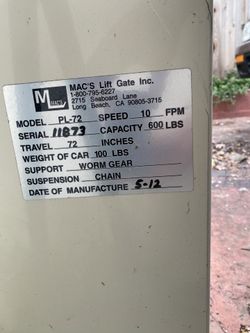 MAC'S Lift Gate Inc.
1-800-795-6227
2715 Seaboard Lane
Long Beach, CA 90805-3715
M
MODEL PL-72 SPEED 10 FPM
SERIAL 11873 CAPACITY 600 LBS
TRAVEL 72 INCHES
WEIGHT OF CAR 100 LBS
SUPPORT WORM GEAR
SUSPENSION CHAIN
DATE OF MANUFACTURE 5-12